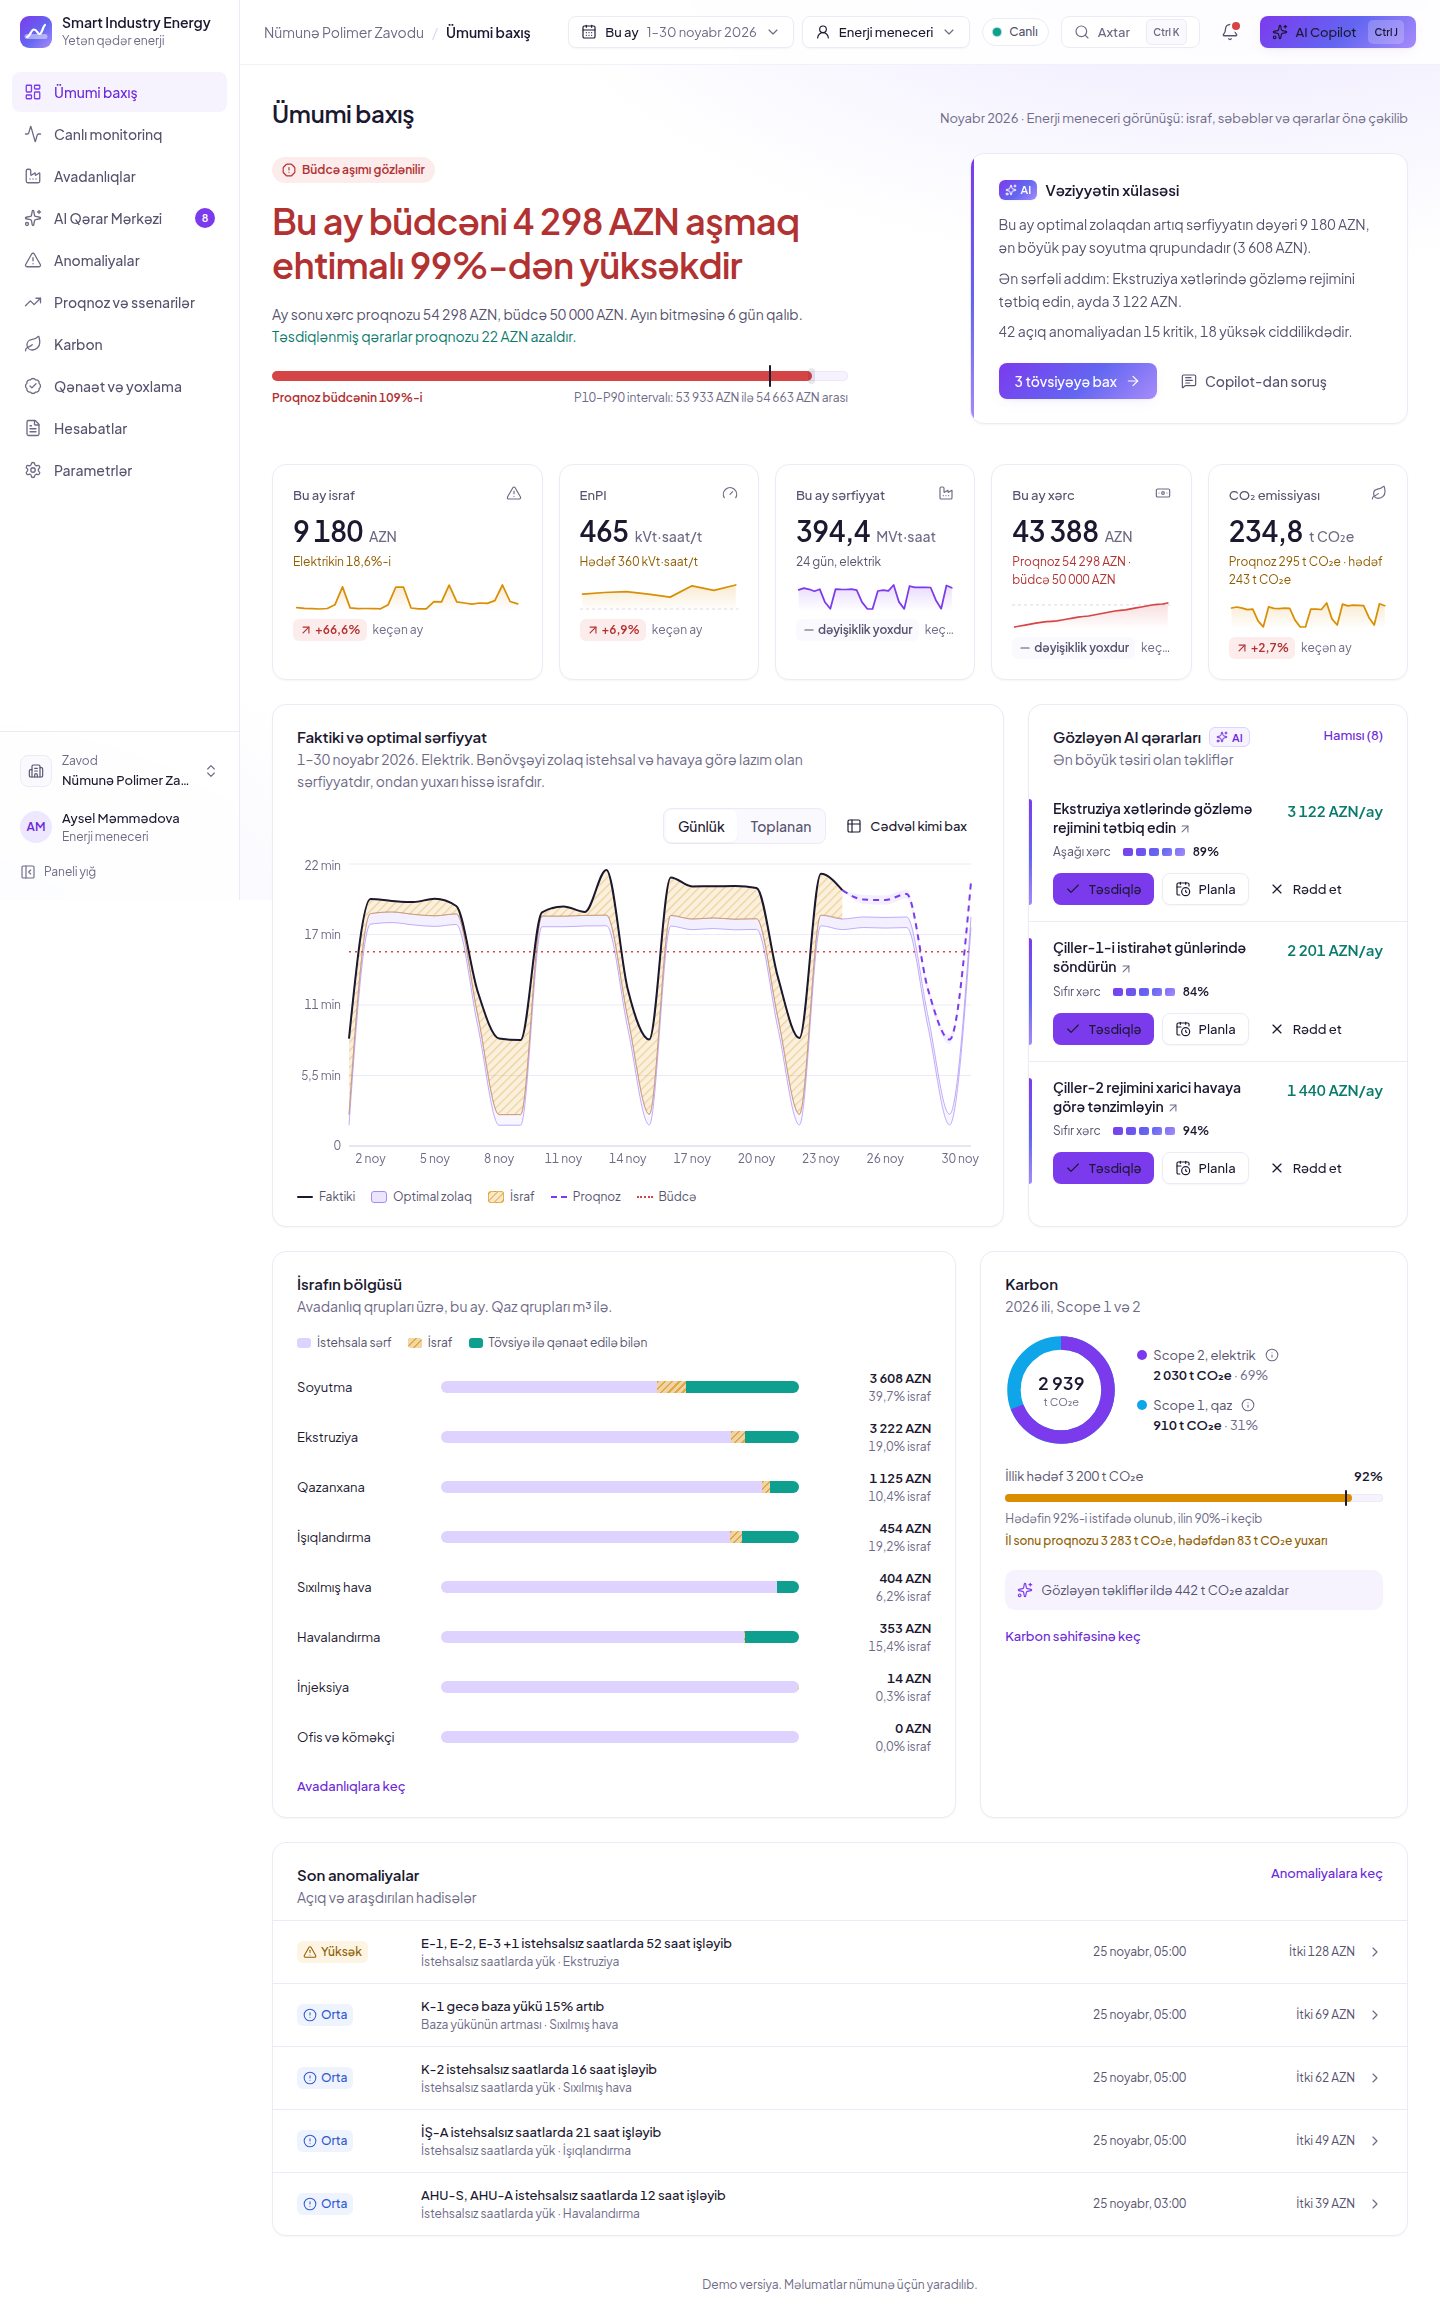 Smart Industry Energy
Yetən qədər enerji
Nümunə Polimer Zavodu / Ümumi baxış
Bu ay 1–30 noyabr 2026
Enerji meneceri
Canlı
Axtar Ctrl K
AI Copilot Ctrl J
Ümumi baxış
Canlı monitorinq
Avadanlıqlar
AI Qərar Mərkəzi 8
Anomaliyalar
Proqnoz və ssenarilər
Karbon
Qənaət və yoxlama
Hesabatlar
Parametrlər
Zavod
Nümunə Polimer Za...
AM
Aysel Məmmədova
Enerji meneceri
Paneli yığ
Ümumi baxış
Noyabr 2026 · Enerji meneceri görünüşü: israf, səbəblər və qərarlar önə çəkilib
Büdcə aşımı gözlənilir
Bu ay büdcəni 4 298 AZN aşmaq
ehtimalı 99%-dən yüksəkdir
Ay sonu xərc proqnozu 54 298 AZN, büdcə 50 000 AZN. Ayın bitməsinə 6 gün qalıb.
Təsdiqlənmiş qərarlar proqnozu 22 AZN azaldır.
Proqnoz büdcənin 109%-i
P10–P90 intervalı: 53 933 AZN ilə 54 663 AZN arası
AI Vəziyyətin xülasəsi
Bu ay optimal zolaqdan artıq sərfiyyatın dəyəri 9 180 AZN,
ən böyük pay soyutma qrupundadır (3 608 AZN).
Ən sərfəli addım: Ekstruziya xətlərində gözləmə rejimini
tətbiq edin, ayda 3 122 AZN.
42 açıq anomaliyadan 15 kritik, 18 yüksək ciddilikdədir.
3 tövsiyəyə bax
Copilot-dan soruş
Bu ay israf
9 180 AZN
Elektrikin 18,6%-i
+66,6% keçən ay
EnPI
465 kVt·saat/t
Hədəf 360 kVt·saat/t
+6,9% keçən ay
Bu ay sərfiyyat
394,4 MVt·saat
24 gün, elektrik
dəyişiklik yoxdur keç...
Bu ay xərc
43 388 AZN
Proqnoz 54 298 AZN ·
büdcə 50 000 AZN
dəyişiklik yoxdur keç...
CO₂ emissiyası
234,8 t CO₂e
Proqnoz 295 t CO₂e · hədəf
243 t CO₂e
+2,7% keçən ay
Faktiki və optimal sərfiyyat
1–30 noyabr 2026. Elektrik. Bənövşəyi zolaq istehsal və havaya görə lazım olan
sərfiyyatdır, ondan yuxarı hissə israfdır.
Günlük Toplanan
Cədvəl kimi bax
22 min
17 min
11 min
5,5 min
0
2 noy 5 noy 8 noy 11 noy 14 noy 17 noy 20 noy 23 noy 26 noy 30 noy
Faktiki Optimal zolaq İsraf Proqnoz Büdcə
Gözləyən AI qərarları AI
Hamısı (8)
Ən böyük təsiri olan təkliflər
Ekstruziya xətlərində gözləmə
rejimini tətbiq edin
3 122 AZN/ay
Aşağı xərc 89%
Təsdiqlə Planla Rədd et
Çiller-1-i istirahət günlərində
söndürün
2 201 AZN/ay
Sıfır xərc 84%
Təsdiqlə Planla Rədd et
Çiller-2 rejimini xarici havaya
görə tənzimləyin
1 440 AZN/ay
Sıfır xərc 94%
Təsdiqlə Planla Rədd et
İsrafın bölgüsü
Avadanlıq qrupları üzrə, bu ay. Qaz qrupları m³ ilə.
İstehsala sərf İsraf Tövsiyə ilə qənaət edilə bilən
Soyutma 3 608 AZN
39,7% israf
Ekstruziya 3 222 AZN
19,0% israf
Qazanxana 1 125 AZN
10,4% israf
İşıqlandırma 454 AZN
19,2% israf
Sıxılmış hava 404 AZN
6,2% israf
Havalandırma 353 AZN
15,4% israf
İnjeksiya 14 AZN
0,3% israf
Ofis və köməkçi 0 AZN
0,0% israf
Avadanlıqlara keç
Karbon
2026 ili, Scope 1 və 2
2 939
t CO₂e
Scope 2, elektrik
2 030 t CO₂e · 69%
Scope 1, qaz
910 t CO₂e · 31%
İllik hədəf 3 200 t CO₂e 92%
Hədəfin 92%-i istifadə olunub, ilin 90%-i keçib
İl sonu proqnozu 3 283 t CO₂e, hədəfdən 83 t CO₂e yuxarı
Gözləyən təkliflər ildə 442 t CO₂e azaldar
Karbon səhifəsinə keç
Son anomaliyalar
Anomaliyalara keç
Açıq və araşdırılan hadisələr
Yüksək
E-1, E-2, E-3 +1 istehsalsız saatlarda 52 saat işləyib
İstehsalsız saatlarda yük · Ekstruziya
25 noyabr, 05:00
İtki 128 AZN
Orta
K-1 gecə baza yükü 15% artıb
Baza yükünün artması · Sıxılmış hava
25 noyabr, 05:00
İtki 69 AZN
Orta
K-2 istehsalsız saatlarda 16 saat işləyib
İstehsalsız saatlarda yük · Sıxılmış hava
25 noyabr, 05:00
İtki 62 AZN
Orta
İŞ-A istehsalsız saatlarda 21 saat işləyib
İstehsalsız saatlarda yük · İşıqlandırma
25 noyabr, 05:00
İtki 49 AZN
Orta
AHU-S, AHU-A istehsalsız saatlarda 12 saat işləyib
İstehsalsız saatlarda yük · Havalandırma
25 noyabr, 03:00
İtki 39 AZN
Demo versiya. Məlumatlar nümunə üçün yaradılıb.